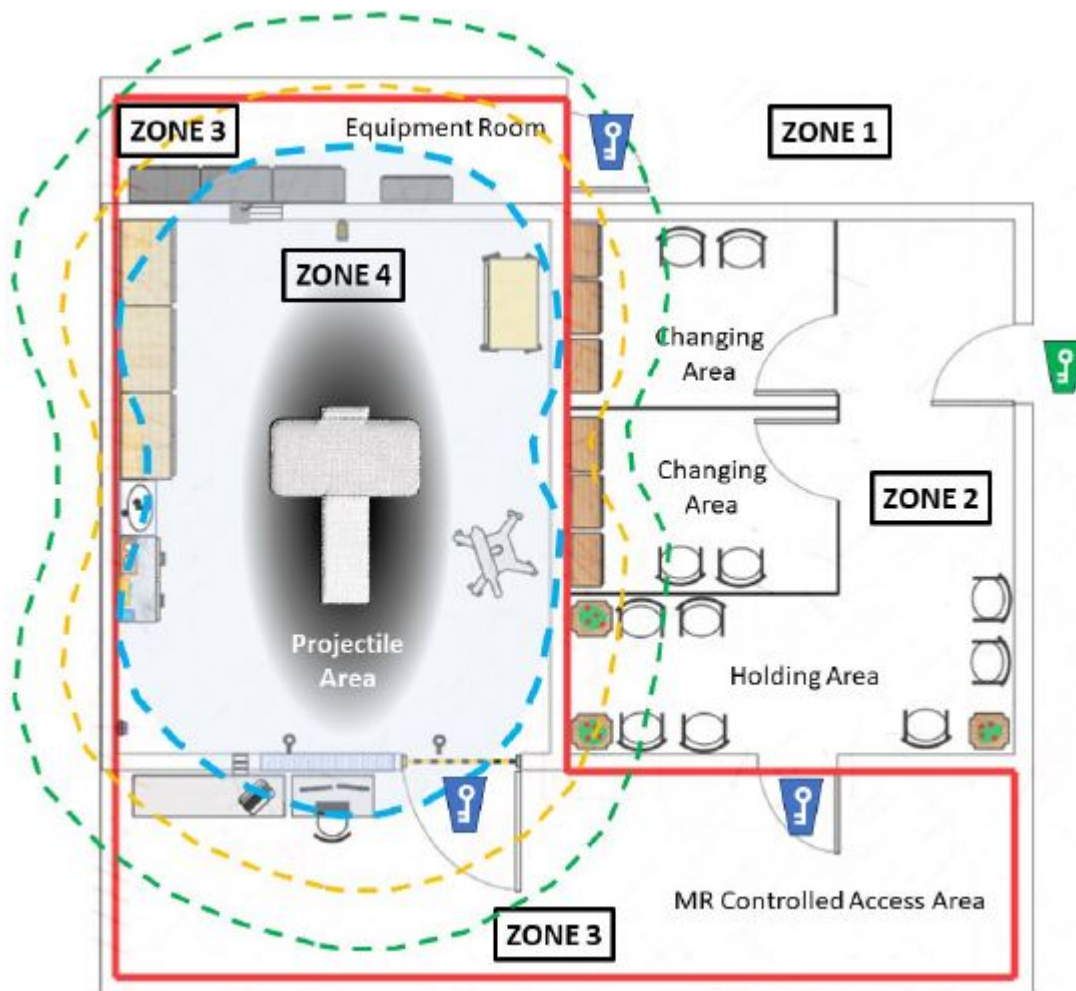 ZONE 3
Equipment Room
ZONE 1
ZONE 4
Changing
Area
Changing
Area
ZONE 2
Projectile
Area
Holding Area
MR Controlled Access Area
ZONE 3